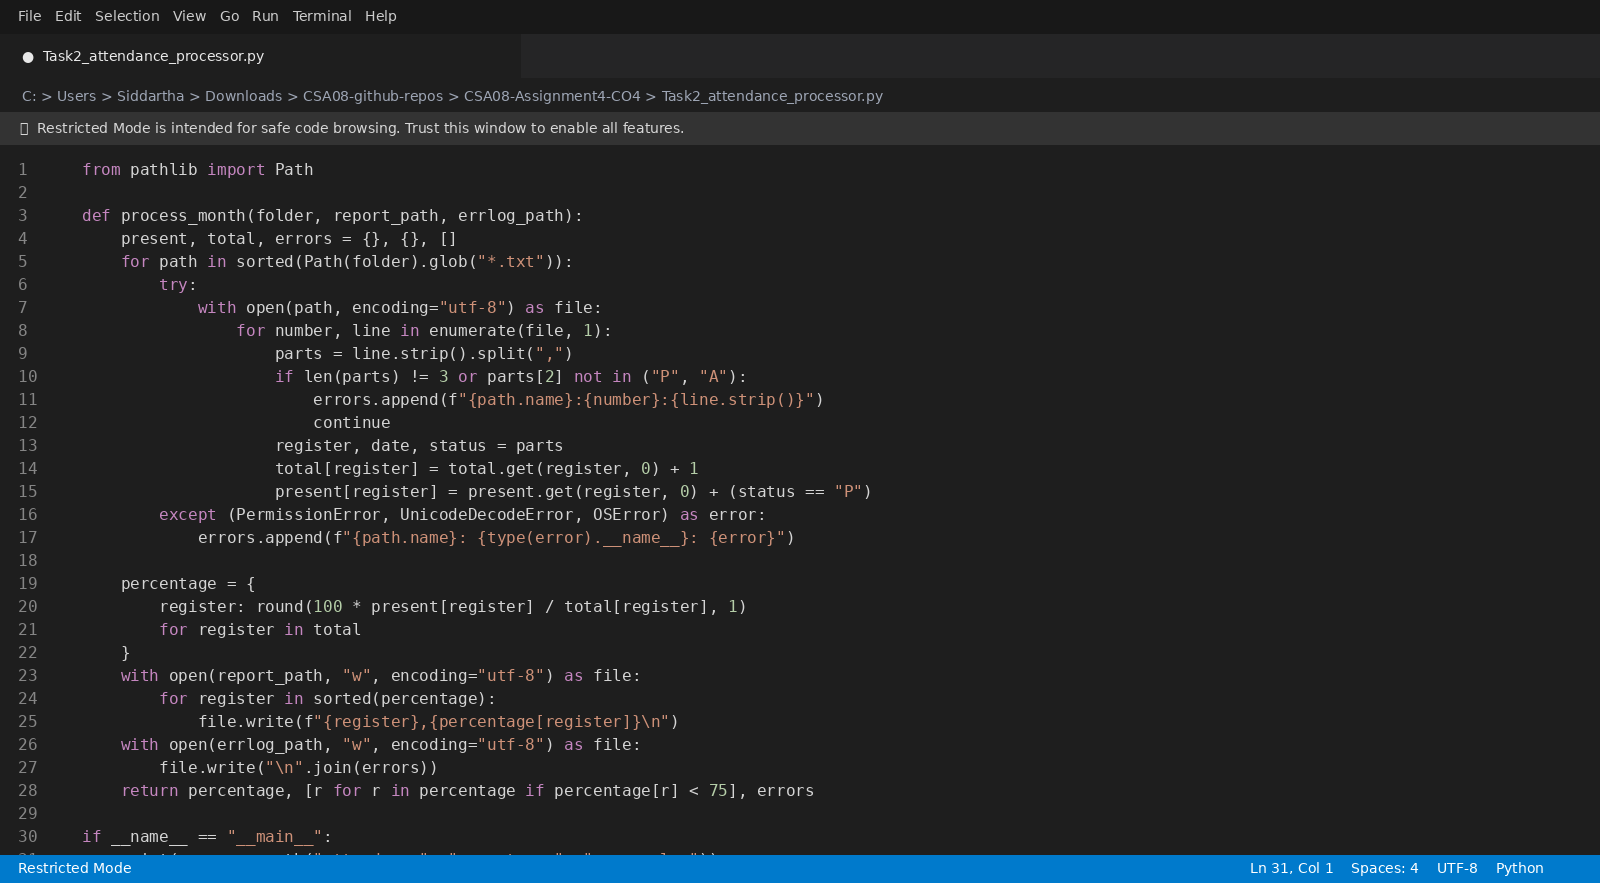 File Edit Selection View Go Run Terminal Help
● Task2_attendance_processor.py
C: > Users > Siddartha > Downloads > CSA08-github-repos > CSA08-Assignment4-CO4 > Task2_attendance_processor.py
Restricted Mode is intended for safe code browsing. Trust this window to enable all features.
1 from pathlib import Path
2
3 def process_month(folder, report_path, errlog_path):
4     present, total, errors = {}, {}, []
5     for path in sorted(Path(folder).glob("*.txt")):
6         try:
7             with open(path, encoding="utf-8") as file:
8                 for number, line in enumerate(file, 1):
9                     parts = line.strip().split(",")
10                     if len(parts) != 3 or parts[2] not in ("P", "A"):
11                         errors.append(f"{path.name}:{number}:{line.strip()}")
12                         continue
13                     register, date, status = parts
14                     total[register] = total.get(register, 0) + 1
15                     present[register] = present.get(register, 0) + (status == "P")
16         except (PermissionError, UnicodeDecodeError, OSError) as error:
17             errors.append(f"{path.name}: {type(error).__name__}: {error}")
18
19     percentage = {
20         register: round(100 * present[register] / total[register], 1)
21         for register in total
22     }
23     with open(report_path, "w", encoding="utf-8") as file:
24         for register in sorted(percentage):
25             file.write(f"{register},{percentage[register]}\n")
26     with open(errlog_path, "w", encoding="utf-8") as file:
27         file.write("\n".join(errors))
28     return percentage, [r for r in percentage if percentage[r] < 75], errors
29
30 if __name__ == "__main__":
Restricted Mode Ln 31, Col 1 Spaces: 4 UTF-8 Python